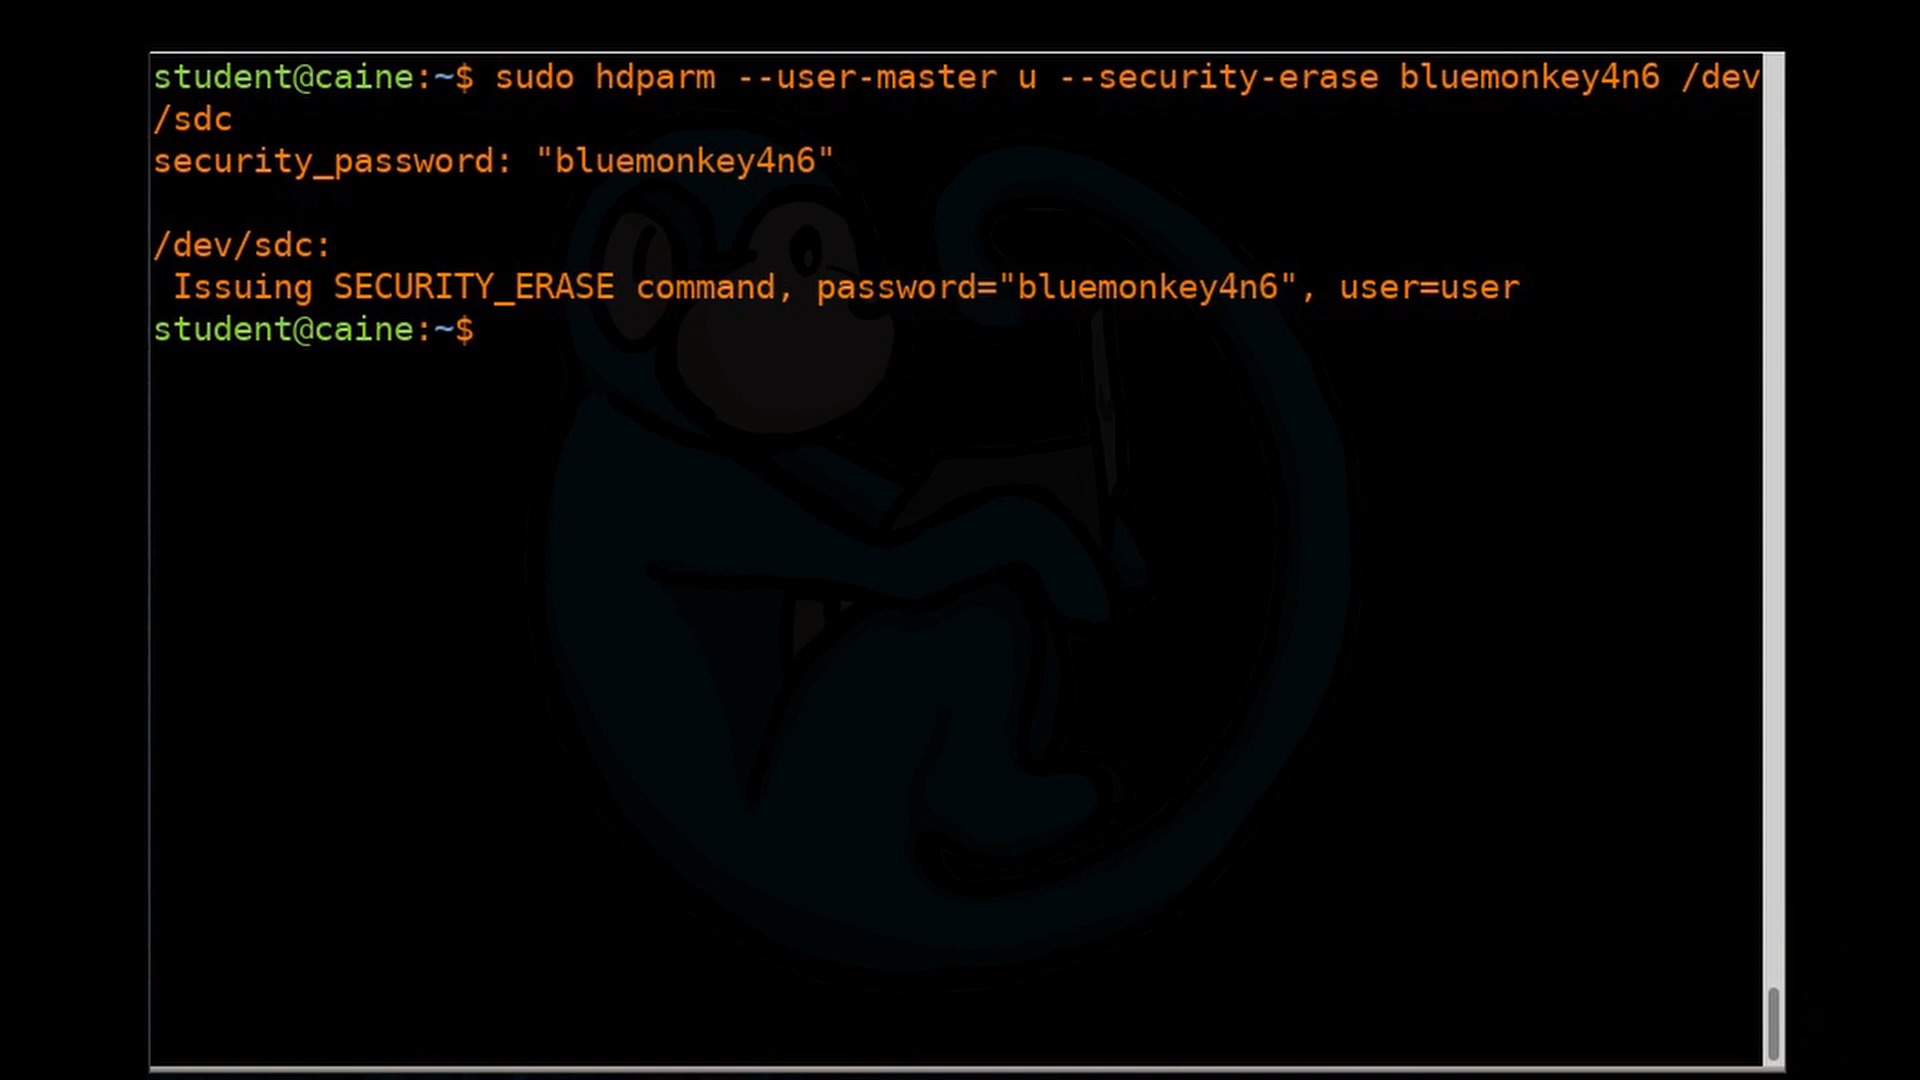 student@caine:~$ sudo hdparm --user-master u --security-erase bluemonkey4n6 /dev
/sdc
security_password: "bluemonkey4n6"

/dev/sdc:
 Issuing SECURITY_ERASE command, password="bluemonkey4n6", user=user
student@caine:~$